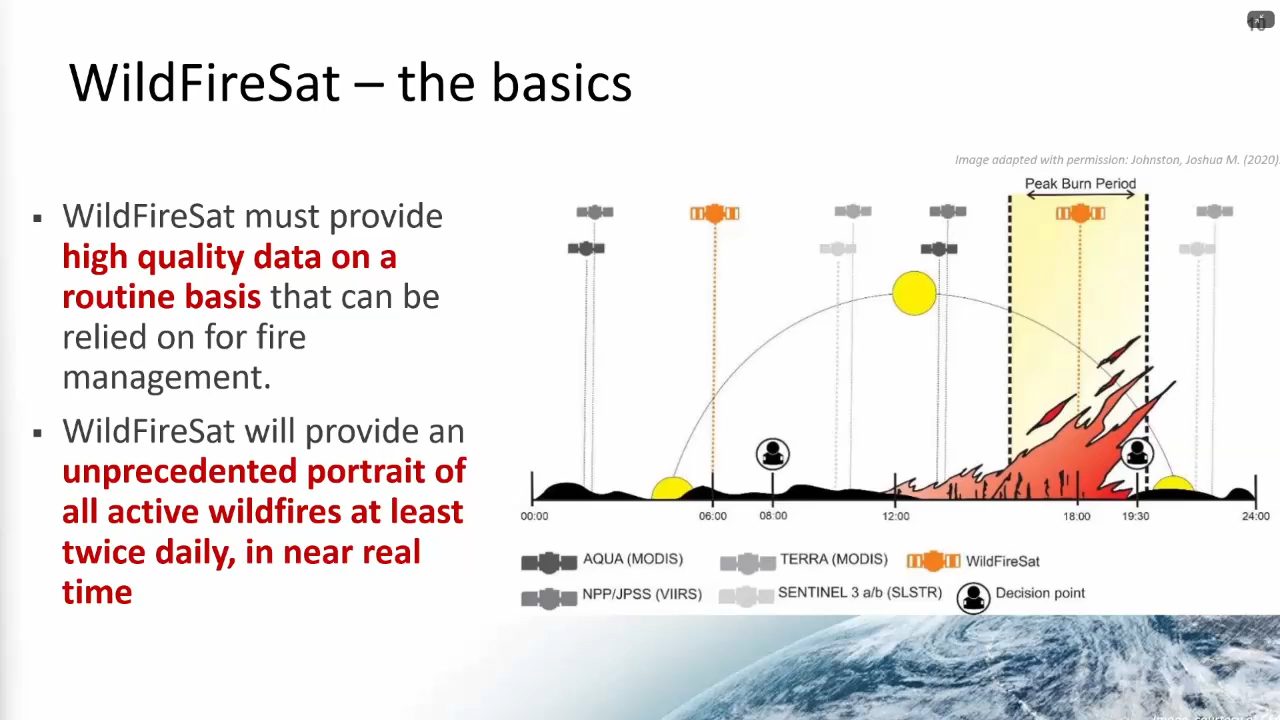 10
WildFireSat – the basics
Image adapted with permission: Johnston, Joshua M. (2020).
▪ WildFireSat must provide
high quality data on a
routine basis that can be
relied on for fire
management.
▪ WildFireSat will provide an
unprecedented portrait of
all active wildfires at least
twice daily, in near real
time
Peak Burn Period
00:00 06:00 08:00 12:00 18:00 19:30 24:00
AQUA (MODIS) TERRA (MODIS) WildFireSat
NPP/JPSS (VIIRS) SENTINEL 3 a/b (SLSTR) Decision point